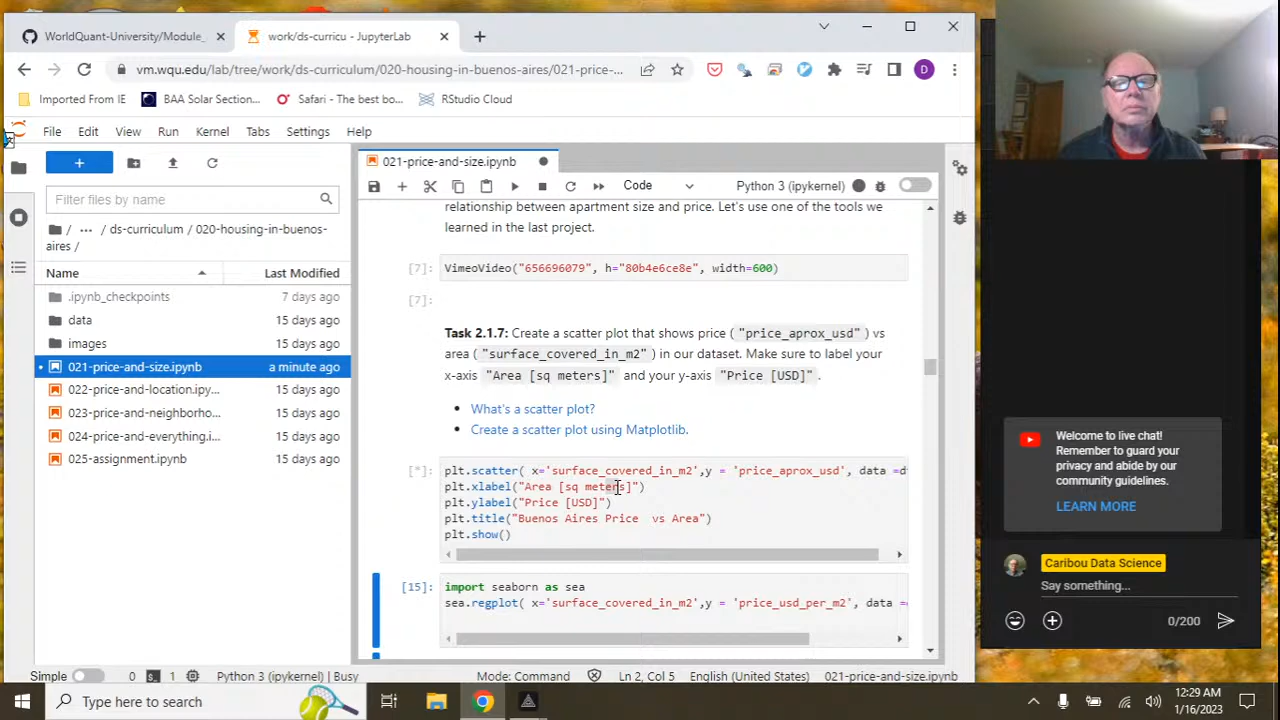 WorldQuant-University/Module_
work/ds-curricu - JupyterLab
vm.wqu.edu/lab/tree/work/ds-curriculum/020-housing-in-buenos-aires/021-price-...
D
Imported From IE
BAA Solar Section...
Safari - The best bo...
RStudio Cloud
File Edit View Run Kernel Tabs Settings Help
021-price-and-size.ipynb
Code
Python 3 (ipykernel)
Filter files by name
/ ... / ds-curriculum / 020-housing-in-buenos-
aires /
Name Last Modified
.ipynb_checkpoints 7 days ago
data 15 days ago
images 15 days ago
021-price-and-size.ipynb a minute ago
022-price-and-location.ipy... 15 days ago
023-price-and-neighborho... 15 days ago
024-price-and-everything.i... 15 days ago
025-assignment.ipynb 15 days ago
relationship between apartment size and price. Let's use one of the tools we
learned in the last project.
[7]: VimeoVideo("656696079", h="80b4e6ce8e", width=600)
[7]:
Task 2.1.7: Create a scatter plot that shows price ( "price_aprox_usd" ) vs
area ( "surface_covered_in_m2" ) in our dataset. Make sure to label your
x-axis "Area [sq meters]" and your y-axis "Price [USD]" .
• What's a scatter plot?
• Create a scatter plot using Matplotlib.
[*]: plt.scatter( x='surface_covered_in_m2',y = 'price_aprox_usd', data =d
plt.xlabel("Area [sq meters]")
plt.ylabel("Price [USD]")
plt.title("Buenos Aires Price  vs Area")
plt.show()
[15]: import seaborn as sea
sea.regplot( x='surface_covered_in_m2',y = 'price_usd_per_m2', data =
Simple 0 1 Python 3 (ipykernel) | Busy
Mode: Command Ln 2, Col 5 English (United States) 021-price-and-size.ipynb
Welcome to live chat!
Remember to guard your
privacy and abide by our
community guidelines.
LEARN MORE
Caribou Data Science
Say something...
0/200
Type here to search
12:29 AM
1/16/2023